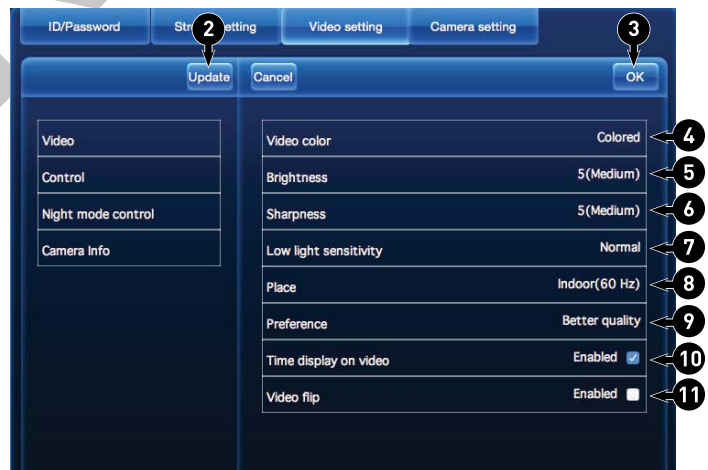 ID/Password Str tting Video setting Camera setting
2 3
Update Cancel OK
Video
Control
Night mode control
Camera Info
Video color Colored 4
Brightness 5(Medium) 5
Sharpness 5(Medium) 6
Low light sensitivity Normal 7
Place Indoor(60 Hz) 8
Preference Better quality 9
Time display on video Enabled 10
Video flip Enabled 11